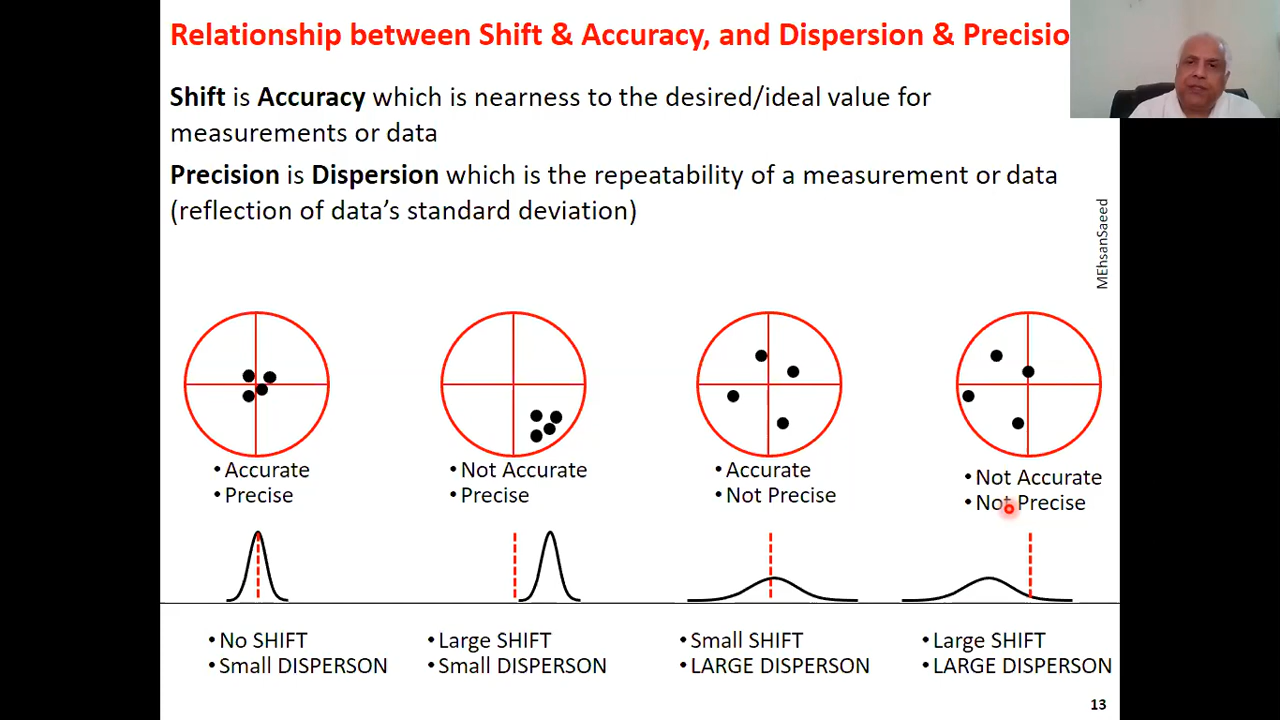 Relationship between Shift & Accuracy, and Dispersion & Precisio
Shift is Accuracy which is nearness to the desired/ideal value for
measurements or data
Precision is Dispersion which is the repeatability of a measurement or data
(reflection of data's standard deviation)
MEhsanSaeed
• Accurate
• Precise
• Not Accurate
• Precise
• Accurate
• Not Precise
• Not Accurate
• Not Precise
• No SHIFT
• Small DISPERSON
• Large SHIFT
• Small DISPERSON
• Small SHIFT
• LARGE DISPERSON
• Large SHIFT
• LARGE DISPERSON
13